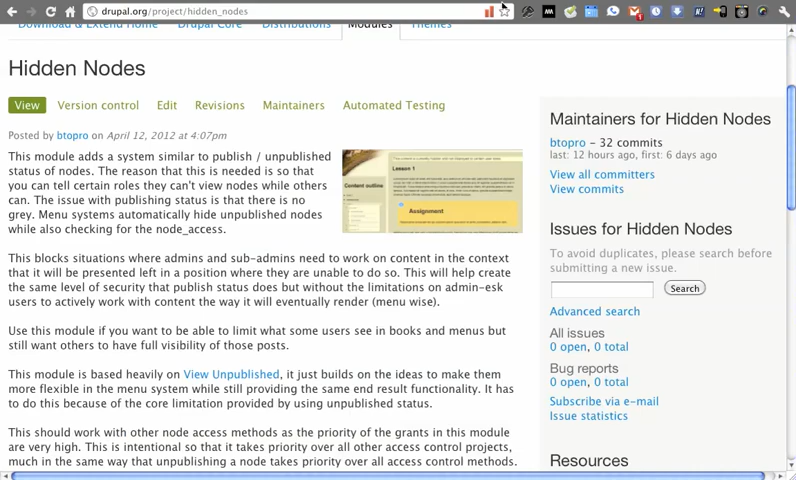 drupal.org/project/hidden_nodes
Download & Extend Home Drupal Core Distributions Modules Themes
Hidden Nodes
View Version control Edit Revisions Maintainers Automated Testing
Posted by btopro on April 12, 2012 at 4:07pm
This module adds a system similar to publish / unpublished
status of nodes. The reason that this is needed is so that
you can tell certain roles they can't view nodes while others
can. The issue with publishing status is that there is no
grey. Menu systems automatically hide unpublished nodes
while also checking for the node_access.
Lesson 1
Content outline
Assignment
This blocks situations where admins and sub-admins need to work on content in the context
that it will be presented left in a position where they are unable to do so. This will help create
the same level of security that publish status does but without the limitations on admin-esk
users to actively work with content the way it will eventually render (menu wise).
Use this module if you want to be able to limit what some users see in books and menus but
still want others to have full visibility of those posts.
This module is based heavily on View Unpublished, it just builds on the ideas to make them
more flexible in the menu system while still providing the same end result functionality. It has
to do this because of the core limitation provided by using unpublished status.
This should work with other node access methods as the priority of the grants in this module
are very high. This is intentional so that it takes priority over all other access control projects,
much in the same way that unpublishing a node takes priority over all access control methods.
Maintainers for Hidden Nodes
btopro – 32 commits
last: 12 hours ago, first: 6 days ago
View all committers
View commits
Issues for Hidden Nodes
To avoid duplicates, please search before
submitting a new issue.
Search
Advanced search
All issues
0 open, 0 total
Bug reports
0 open, 0 total
Subscribe via e-mail
Issue statistics
Resources